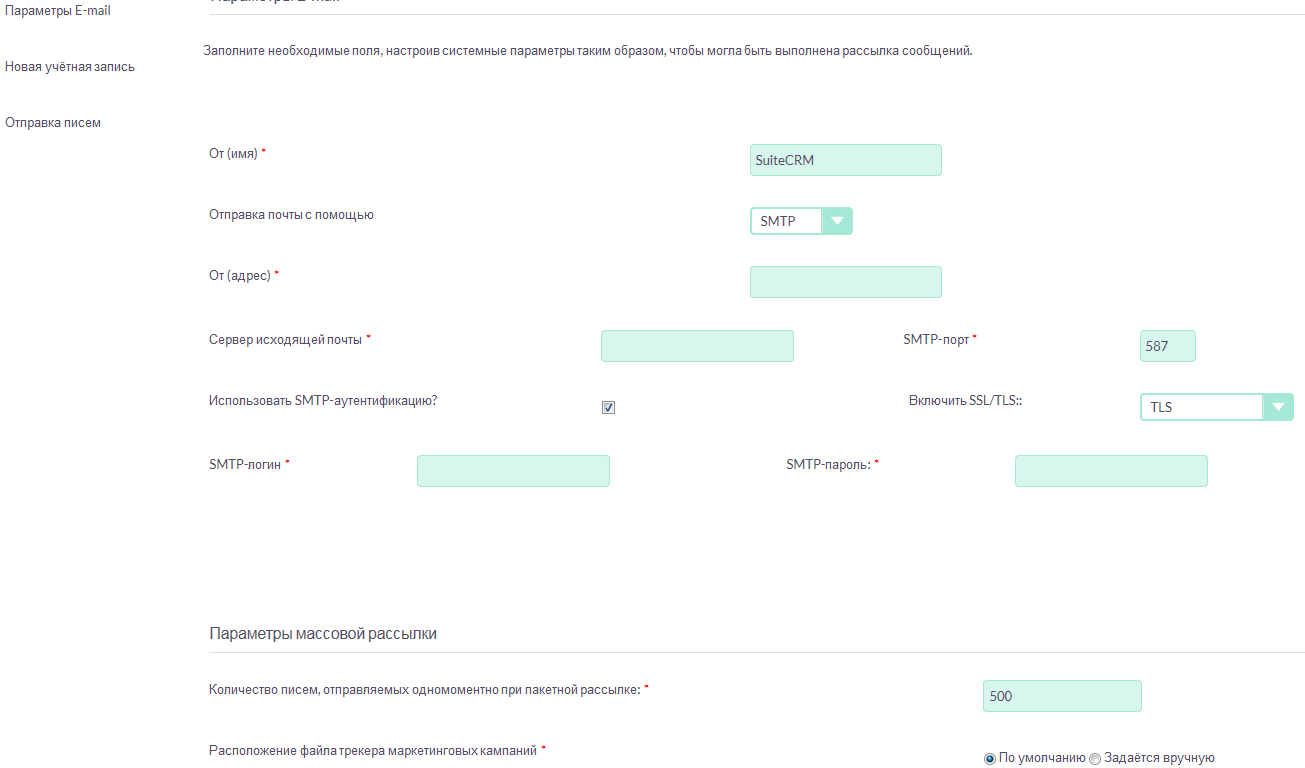 Параметры E-mail
Новая учётная запись
Отправка писем
Параметры E-mail
Заполните необходимые поля, настроив системные параметры таким образом, чтобы могла быть выполнена рассылка сообщений.
От (имя) * SuiteCRM
Отправка почты с помощью SMTP
От (адрес) *
Сервер исходящей почты * SMTP-порт * 587
Использовать SMTP-аутентификацию? Включить SSL/TLS:: TLS
SMTP-логин * SMTP-пароль: *
Параметры массовой рассылки
Количество писем, отправляемых одномоментно при пакетной рассылке: * 500
Расположение файла трекера маркетинговых кампаний * По умолчанию Задаётся вручную